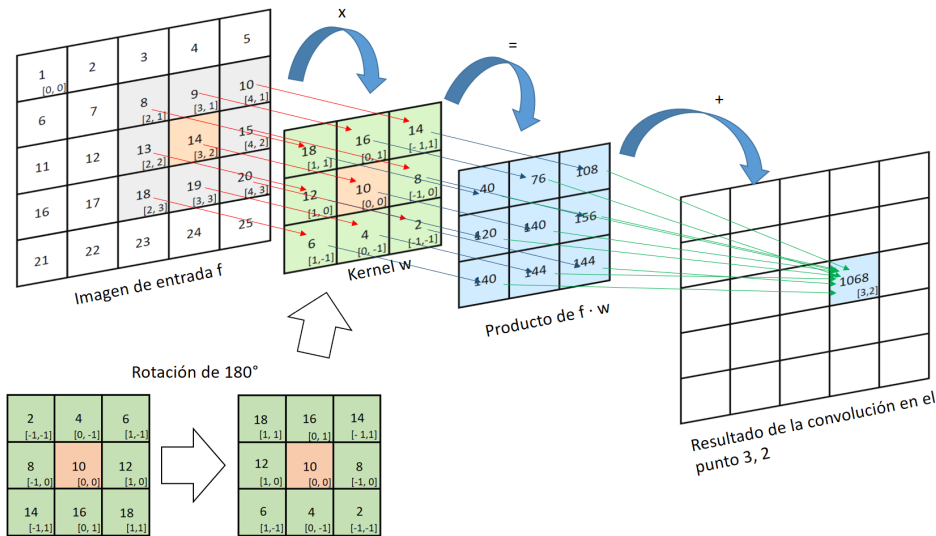 x
=
+
1 2 3 4 5
[0, 0]
6 7 8 9 10
[2, 1] [3, 1] [4, 1]
11 12 13 14 15
[2, 2] [3, 2] [4, 2]
16 17 18 19 20
[2, 3] [3, 3] [4, 3]
21 22 23 24 25
Imagen de entrada f
18 16 14
[1, 1] [0, 1] [-1,1]
12 10 8
[1, 0] [0, 0] [-1, 0]
6 4 2
[1,-1] [0, -1] [-1,-1]
Kernel w
40 76 108
120 140 156
140 144 144
Producto de f · w
1068
[3,2]
Resultado de la convolución en el
punto 3, 2
Rotación de 180°
2 4 6
[-1,-1] [0, -1] [1,-1]
8 10 12
[-1, 0] [0, 0] [1, 0]
14 16 18
[-1,1] [0, 1] [1,1]
18 16 14
[1, 1] [0, 1] [-1,1]
12 10 8
[1, 0] [0, 0] [-1, 0]
6 4 2
[1,-1] [0, -1] [-1,-1]